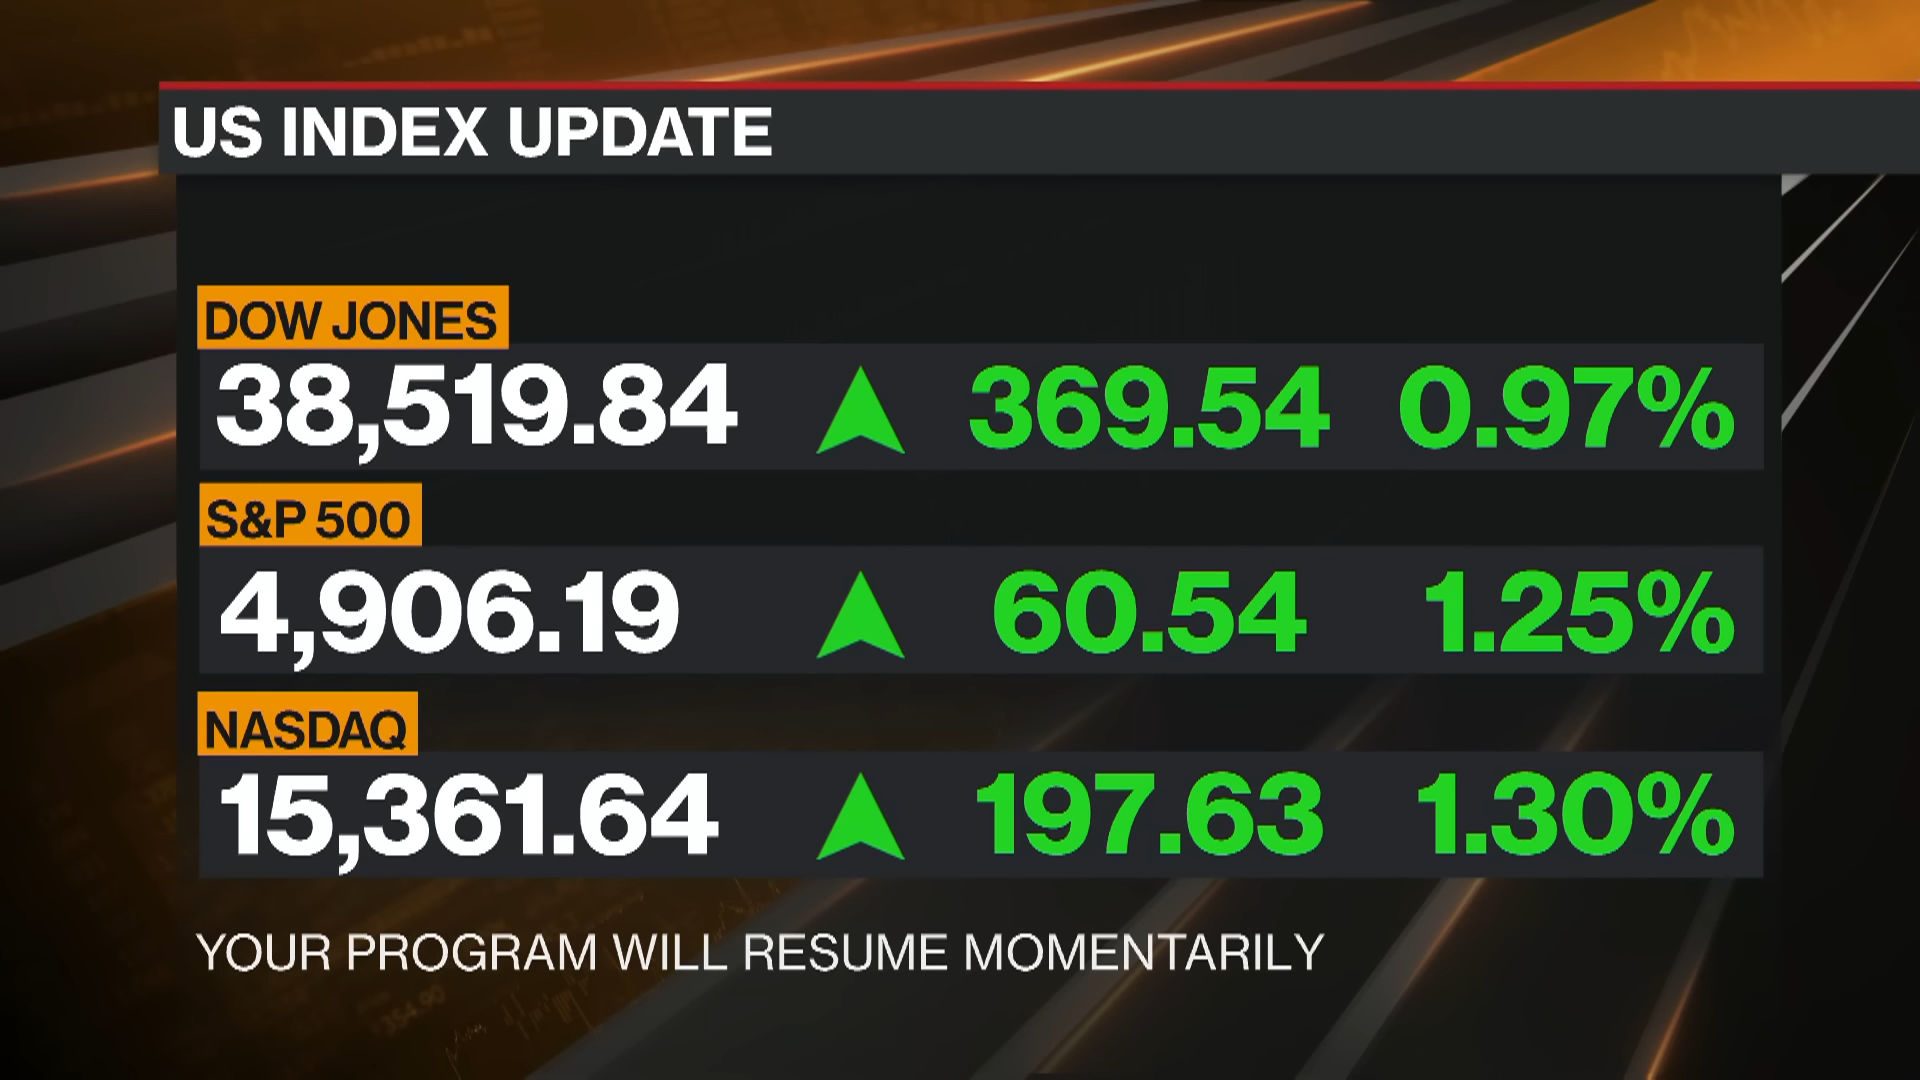 US INDEX UPDATE
DOW JONES
38,519.84 369.54 0.97%
S&P 500
4,906.19 60.54 1.25%
NASDAQ
15,361.64 197.63 1.30%
YOUR PROGRAM WILL RESUME MOMENTARILY